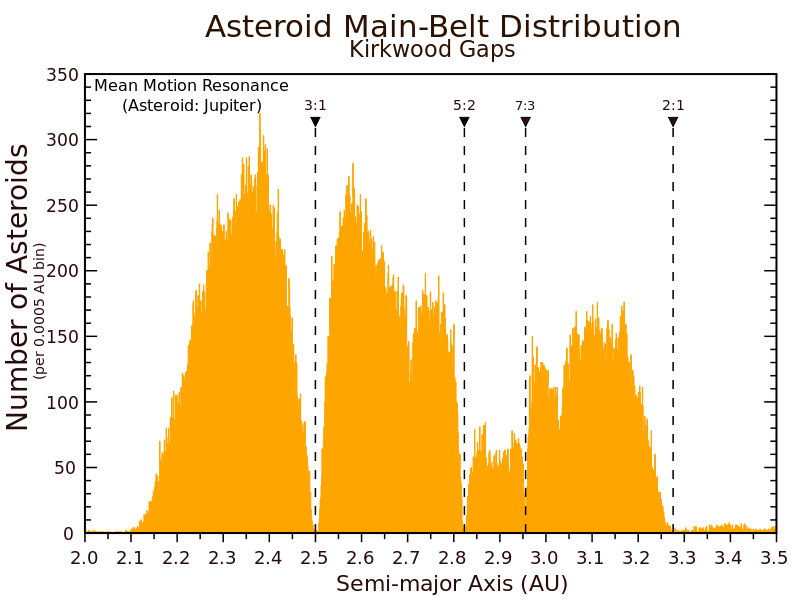 Asteroid Main-Belt Distribution
Kirkwood Gaps
Mean Motion Resonance
(Asteroid: Jupiter)
3:1
5:2
7:3
2:1
Number of Asteroids
(per 0.0005 AU bin)
350
300
250
200
150
100
50
0
2.0 2.1 2.2 2.3 2.4 2.5 2.6 2.7 2.8 2.9 3.0 3.1 3.2 3.3 3.4 3.5
Semi-major Axis (AU)